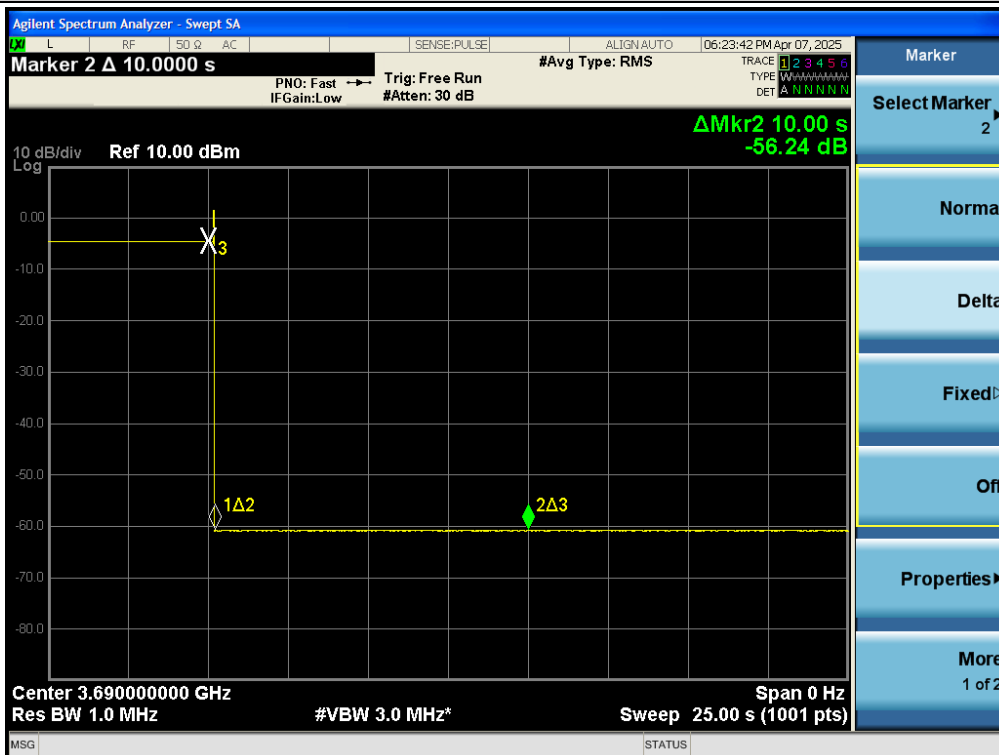 Agilent Spectrum Analyzer - Swept SA
LXI L RF 50 Ω AC SENSE:PULSE ALIGN AUTO 06:23:42 PM Apr 07, 2025
Marker 2 Δ 10.0000 s
PNO: Fast
IFGain:Low
Trig: Free Run
#Atten: 30 dB
#Avg Type: RMS
TRACE 1 2 3 4 5 6
TYPE
DET A N N N N N
ΔMkr2 10.00 s
-56.24 dB
10 dB/div
Log
Ref 10.00 dBm
0.00
-10.0
-20.0
-30.0
-40.0
-50.0
-60.0
-70.0
-80.0
3
1Δ2
2Δ3
Center 3.690000000 GHz
Span 0 Hz
Res BW 1.0 MHz
#VBW 3.0 MHz*
Sweep 25.00 s (1001 pts)
MSG
STATUS
Marker
Select Marker
2
Norma
Delta
Fixed
Off
Properties
More
1 of 2